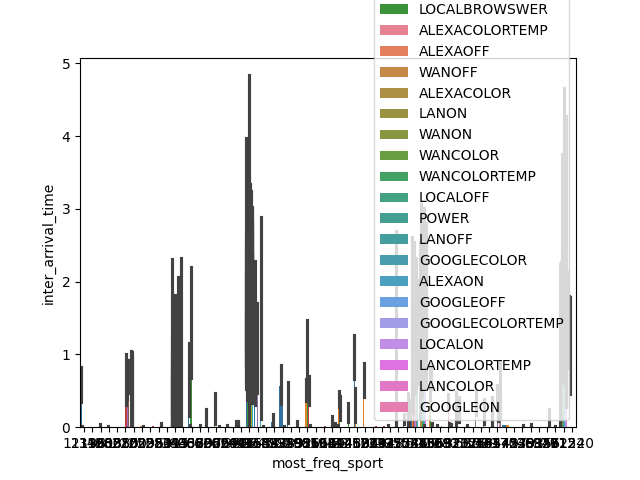 LOCALBROWSWER
ALEXACOLORTEMP
ALEXAOFF
WANOFF
ALEXACOLOR
LANON
WANON
WANCOLOR
WANCOLORTEMP
LOCALOFF
POWER
LANOFF
GOOGLECOLOR
ALEXAON
GOOGLEOFF
GOOGLECOLORTEMP
LOCALON
LANCOLORTEMP
LANCOLOR
GOOGLEON
5
4
3
2
1
0
inter_arrival_time
most_freq_sport